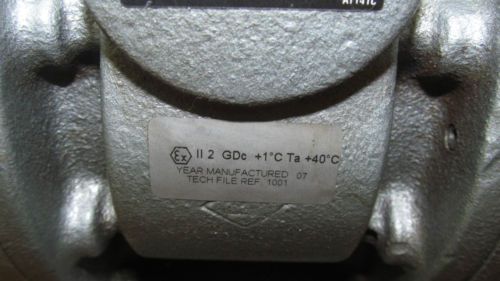 Ex II 2 GDc +1°C Ta +40°C
YEAR MANUFACTURED 07
TECH FILE REF. 1001